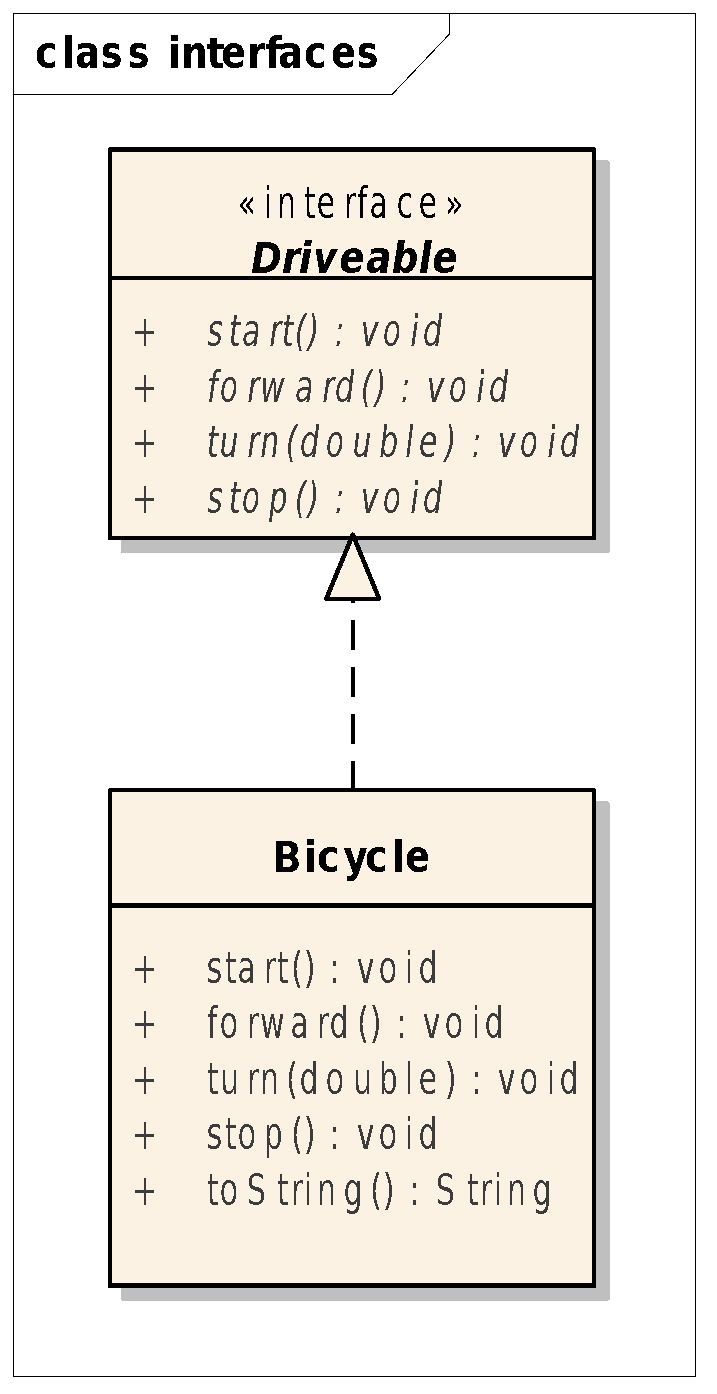 class interfaces
«interface»
Driveable
+ start() : void
+ forward() : void
+ turn(double) : void
+ stop() : void
Bicycle
+ start() : void
+ forward() : void
+ turn(double) : void
+ stop() : void
+ toString() : String